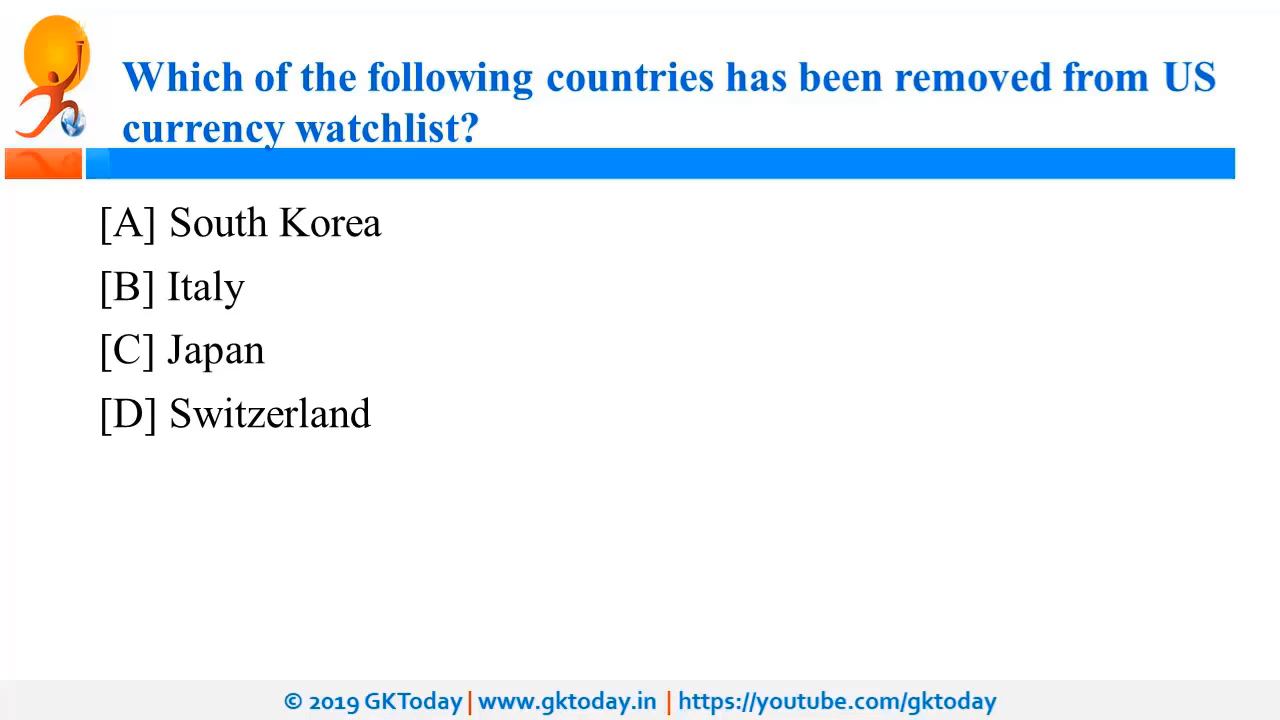 Which of the following countries has been removed from US
currency watchlist?
[A] South Korea
[B] Italy
[C] Japan
[D] Switzerland
© 2019 GKToday | www.gktoday.in | https://youtube.com/gktoday